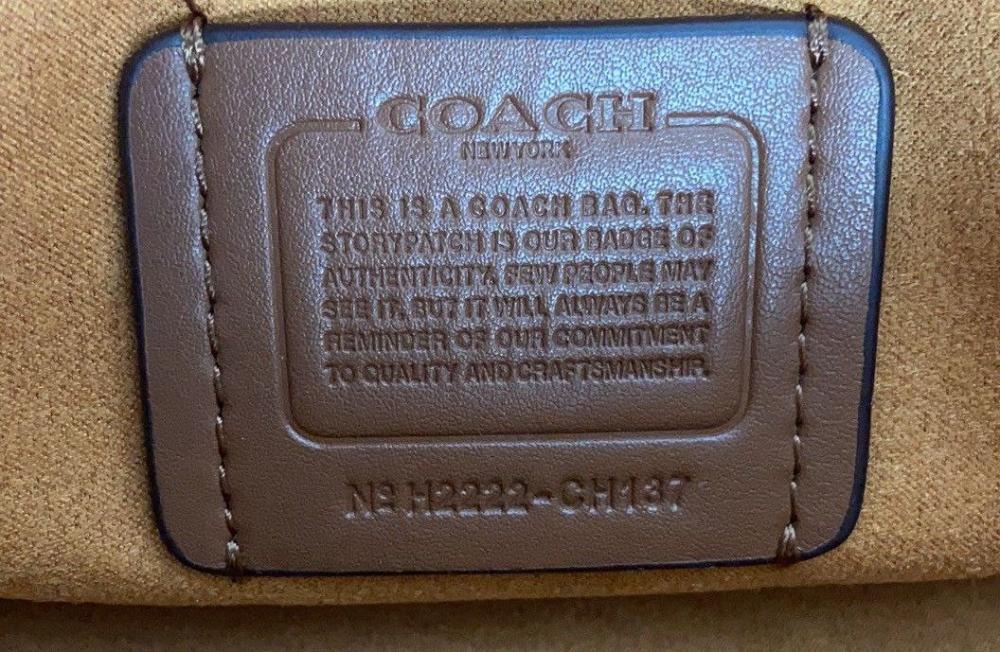 COACH
NEW YORK
THIS IS A COACH BAG. THE
STORYPATCH IS OUR BADGE OF
AUTHENTICITY. FEW PEOPLE MAY
SEE IT, BUT IT WILL ALWAYS BE A
REMINDER OF OUR COMMITMENT
TO QUALITY AND CRAFTSMANSHIP.
Nº H2222-CH137